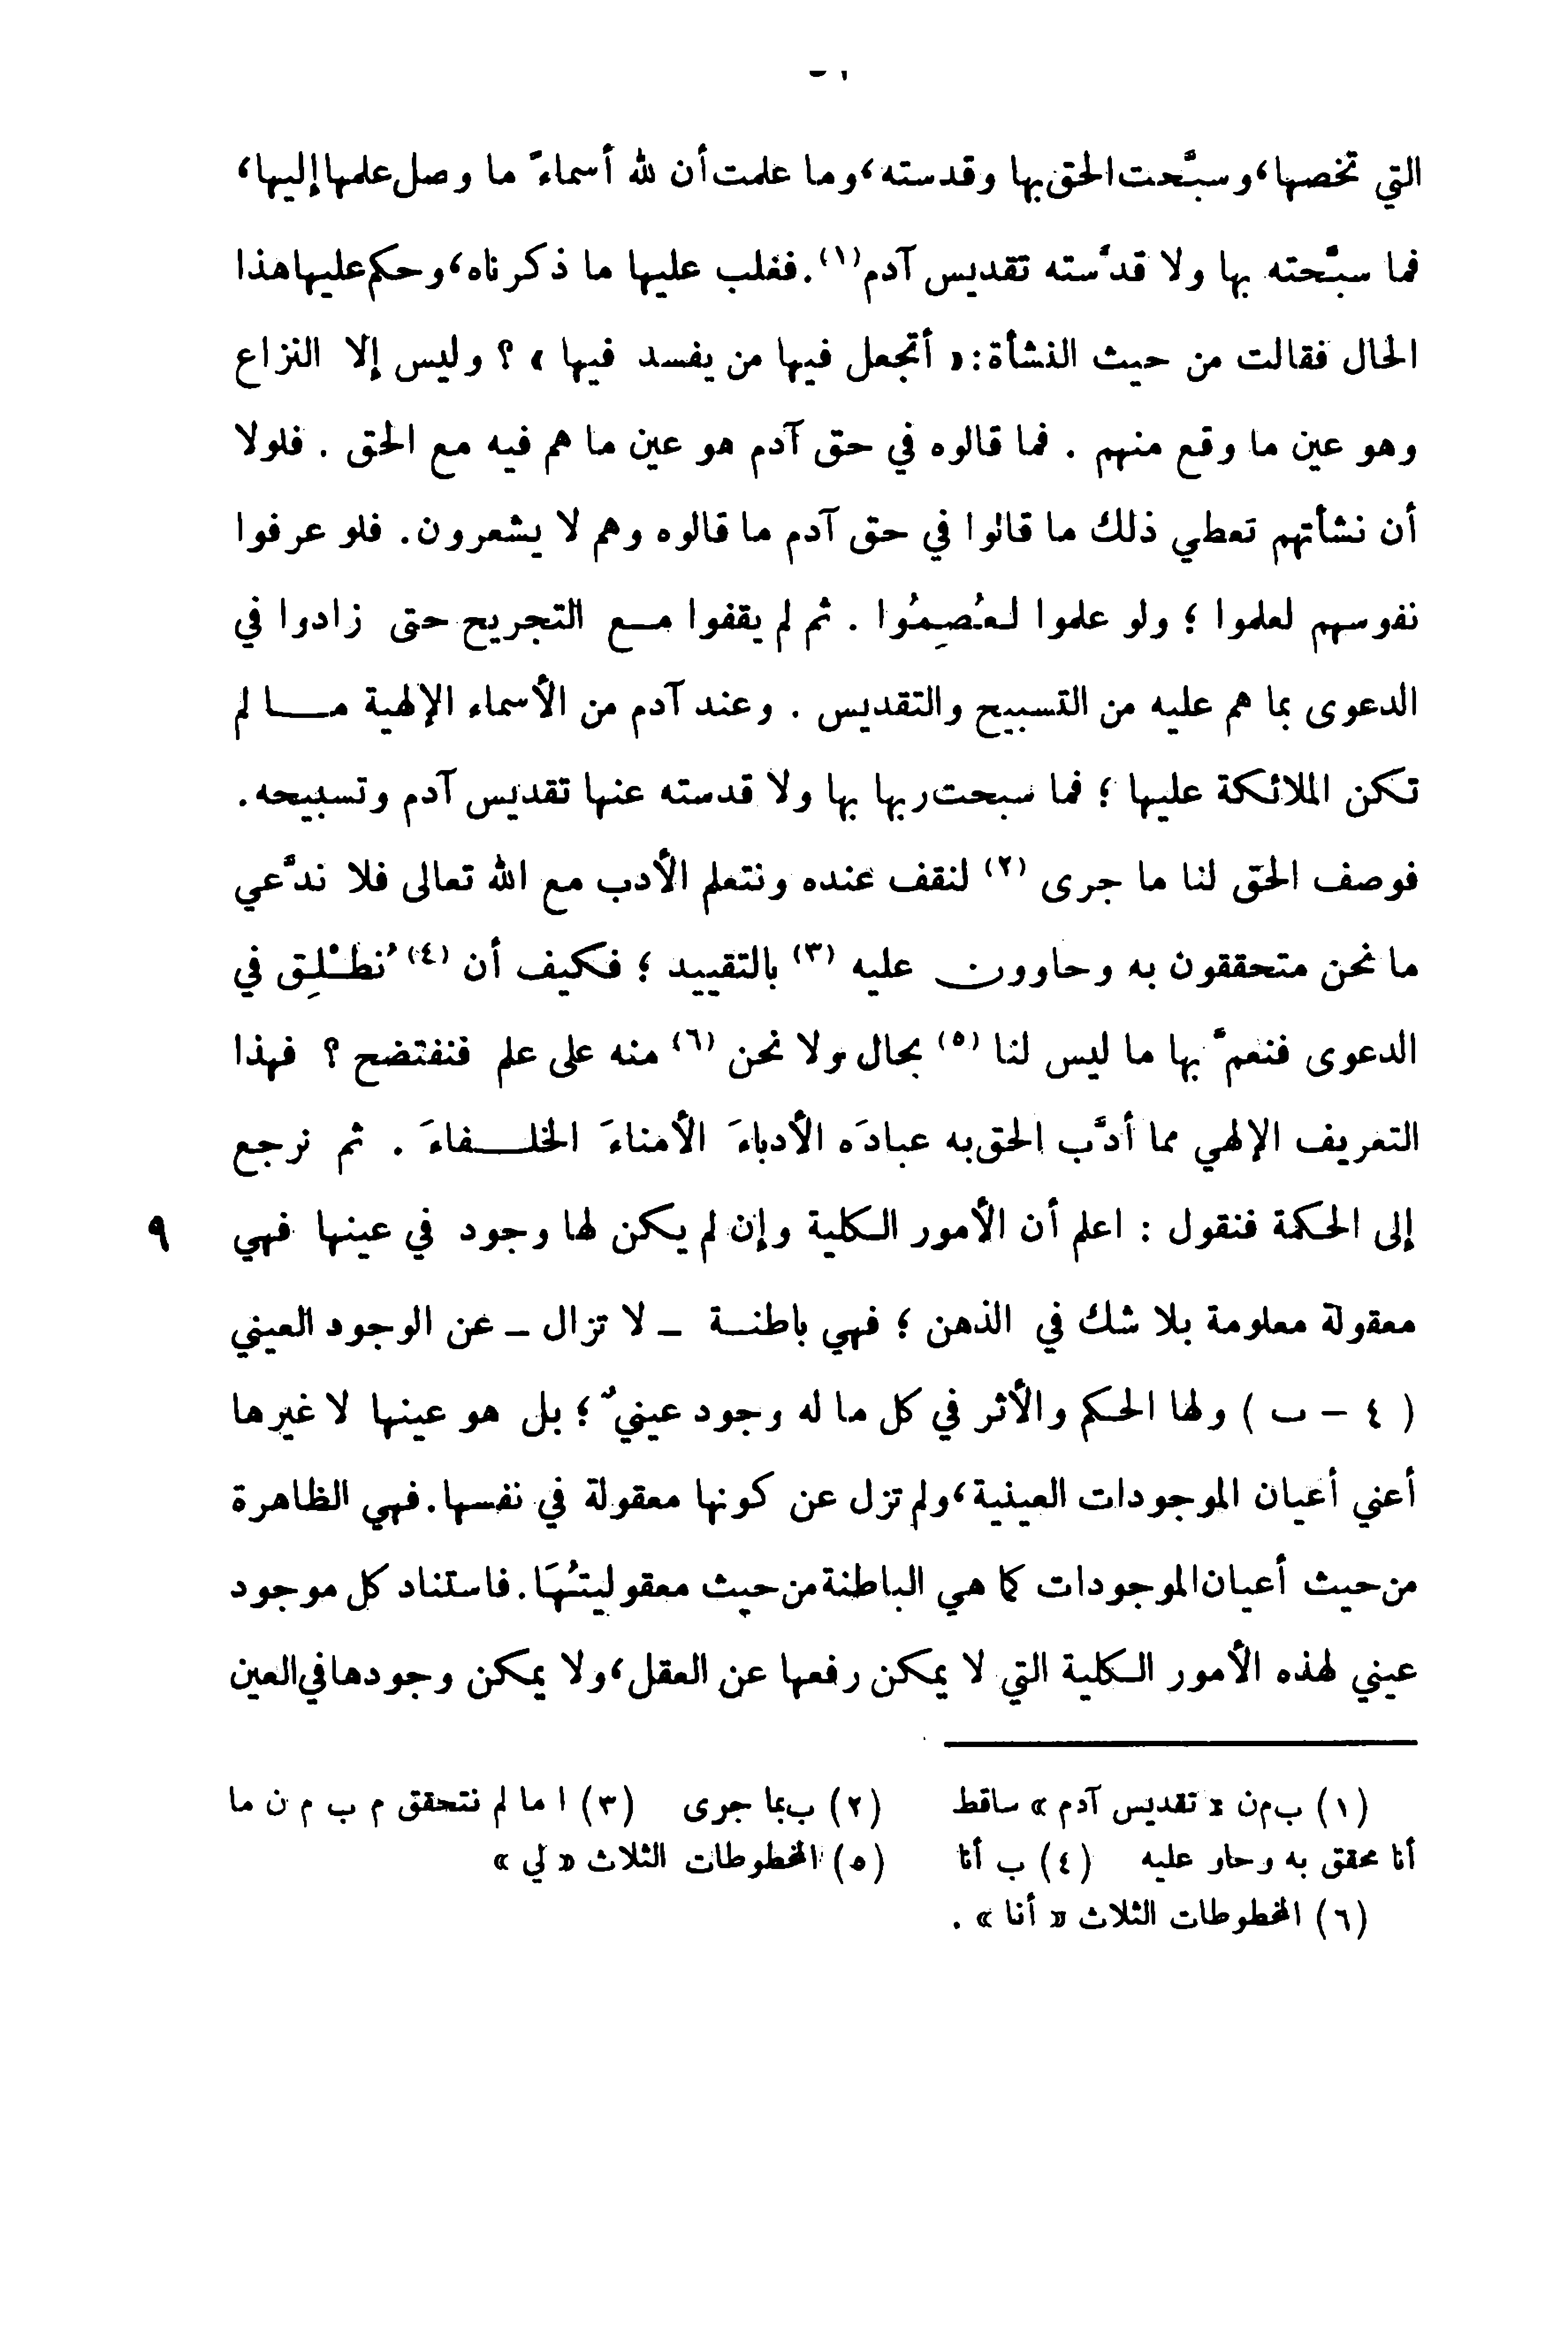 التي تخصها، وسبَّحت الحق بها وقدسته، وما علمت أن لله أسماءً ما وصل علمها إليها،
فما سبَّحته بها ولا قدَّسته تقديس آدم(١). فغلب عليها ما ذكرناه، وحكم عليها هذا
الحال فقالت من حيث النشأة: « أتجعل فيها من يفسد فيها » ؟ وليس إلا النزاع
وهو عين ما وقع منهم . فما قالوه في حق آدم هو عين ما هم فيه مع الحق . فلولا
أن نشأتهم تعطي ذلك ما قالوا في حق آدم ما قالوه وهم لا يشعرون. فلو عرفوا
نفوسهم لعلموا ؛ ولو علموا لعُصِمُوا . ثم لم يقفوا مع التجريح حتى زادوا في
الدعوى بما هم عليه من التسبيح والتقديس . وعند آدم من الأسماء الإلهية ما لم
تكن الملائكة عليها ؛ فما سبحت ربها بها ولا قدسته عنها تقديس آدم وتسبيحه.
فوصف الحق لنا ما جرى (٢) لنقف عنده ونتعلم الأدب مع الله تعالى فلا ندَّعي
ما نحن متحققون به وحاوون عليه (٣) بالتقييد ؛ فكيف أن (٤) نُطْلِق في
الدعوى فنعمَّ بها ما ليس لنا (٥) بحال ولا نحن (٦) منه على علم فنفتضح ؟ فهذا
التعريف الإلهي مما أدَّب الحق به عبادَه الأدباءَ الأمناءَ الخلفاءَ . ثم نرجع
إلى الحكمة فنقول : اعلم أن الأمور الكلية وإن لم يكن لها وجود في عينها فهي ٩
معقولة معلومة بلا شك في الذهن ؛ فهي باطنة – لا تزال – عن الوجود العيني
( ٤ – ب ) ولها الحكم والأثر في كل ما له وجود عينيٌ ؛ بل هو عينها لا غيرها
أعني أعيان الموجودات العينية، ولم تزل عن كونها معقولة في نفسها. فهي الظاهرة
من حيث أعيان الموجودات كما هي الباطنة من حيث معقوليتُهَا. فاستناد كل موجود
عيني لهذه الأمور الكلية التي لا يمكن رفعها عن العقل، ولا يمكن وجودها في العين
(١) ب م ن « تقديس آدم » ساقط (٢) ب بما جرى (٣) ا ما لم نتحقق م ب م ن ما
أنا محقق به وحاو عليه (٤) ب أنا (٥) المخطوطات الثلاث « لي »
(٦) المخطوطات الثلاث « أنا » .